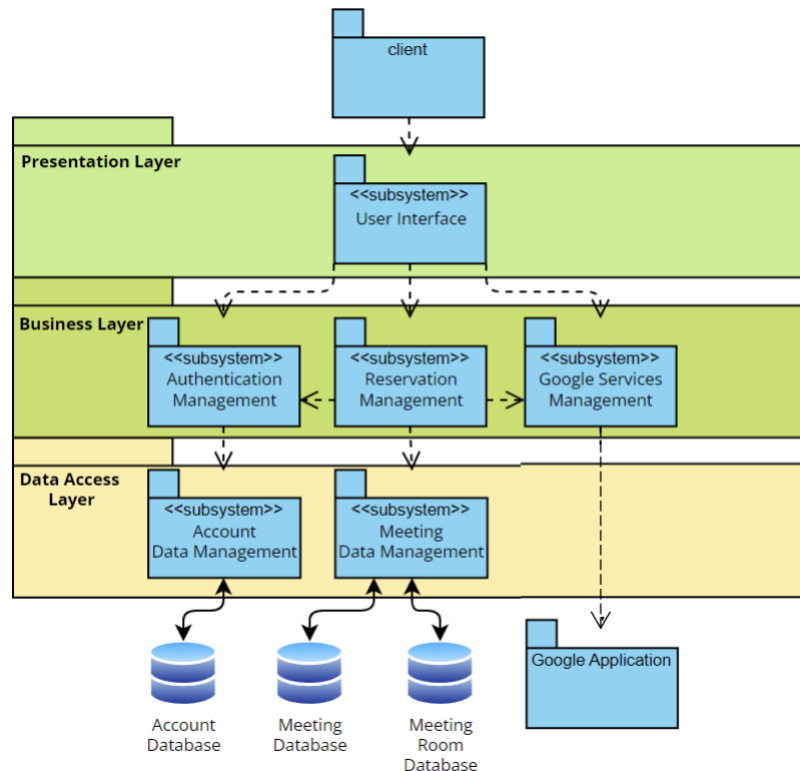 client
Presentation Layer
<<subsystem>>
User Interface
Business Layer
<<subsystem>>
Authentication
Management
<<subsystem>>
Reservation
Management
<<subsystem>>
Google Services
Management
Data Access
Layer
<<subsystem>>
Account
Data Management
<<subsystem>>
Meeting
Data Management
Google Application
Account
Database
Meeting
Database
Meeting
Room
Database